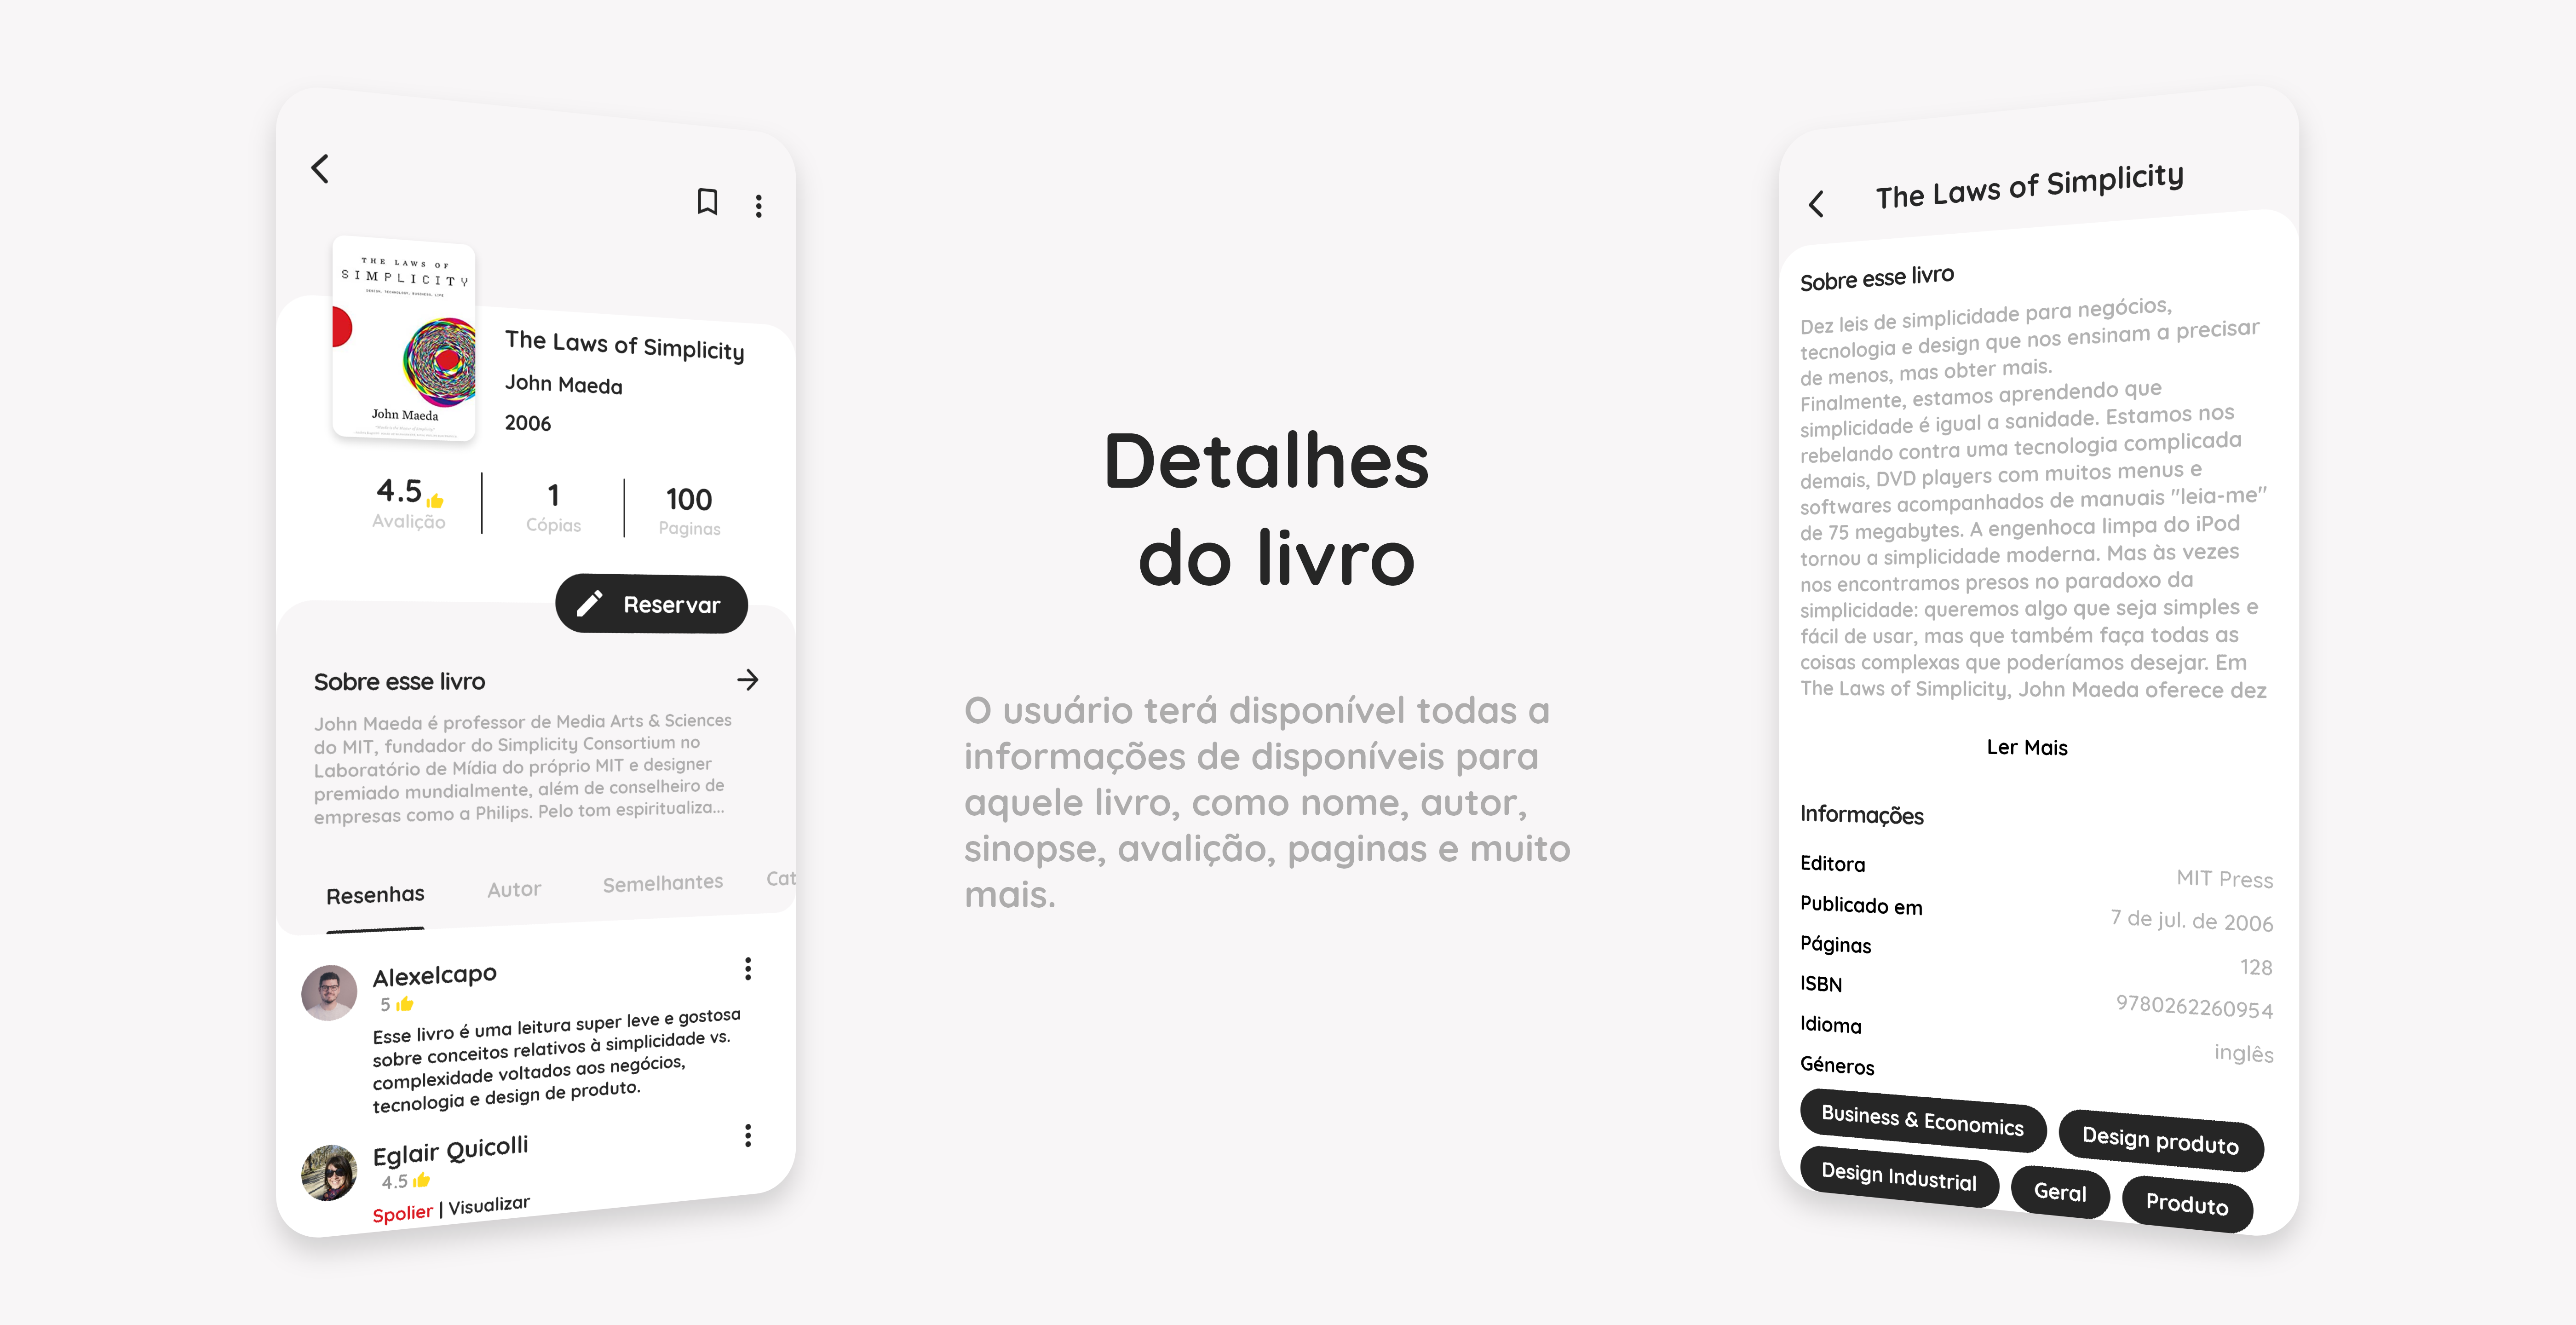 THE LAWS OF
SIMPLICITY
DESIGN, TECHNOLOGY, BUSINESS, LIFE
John Maeda
The Laws of Simplicity
John Maeda
2006
4.5
Avalição
1
Cópias
100
Paginas
Reservar
Sobre esse livro
John Maeda é professor de Media Arts & Sciences
do MIT, fundador do Simplicity Consortium no
Laboratório de Mídia do próprio MIT e designer
premiado mundialmente, além de conselheiro de
empresas como a Philips. Pelo tom espiritualiza...
Resenhas Autor Semelhantes Cat
Alexelcapo
5
Esse livro é uma leitura super leve e gostosa
sobre conceitos relativos à simplicidade vs.
complexidade voltados aos negócios,
tecnologia e design de produto.
Eglair Quicolli
4.5
Spolier | Visualizar
Detalhes
do livro
O usuário terá disponível todas a
informações de disponíveis para
aquele livro, como nome, autor,
sinopse, avalição, paginas e muito
mais.
The Laws of Simplicity
Sobre esse livro
Dez leis de simplicidade para negócios,
tecnologia e design que nos ensinam a precisar
de menos, mas obter mais.
Finalmente, estamos aprendendo que
simplicidade é igual a sanidade. Estamos nos
rebelando contra uma tecnologia complicada
demais, DVD players com muitos menus e
softwares acompanhados de manuais "leia-me"
de 75 megabytes. A engenhoca limpa do iPod
tornou a simplicidade moderna. Mas às vezes
nos encontramos presos no paradoxo da
simplicidade: queremos algo que seja simples e
fácil de usar, mas que também faça todas as
coisas complexas que poderíamos desejar. Em
The Laws of Simplicity, John Maeda oferece dez
Ler Mais
Informações
Editora MIT Press
Publicado em 7 de jul. de 2006
Páginas 128
ISBN 9780262260954
Idioma inglês
Géneros
Business & Economics Design produto
Design Industrial Geral Produto